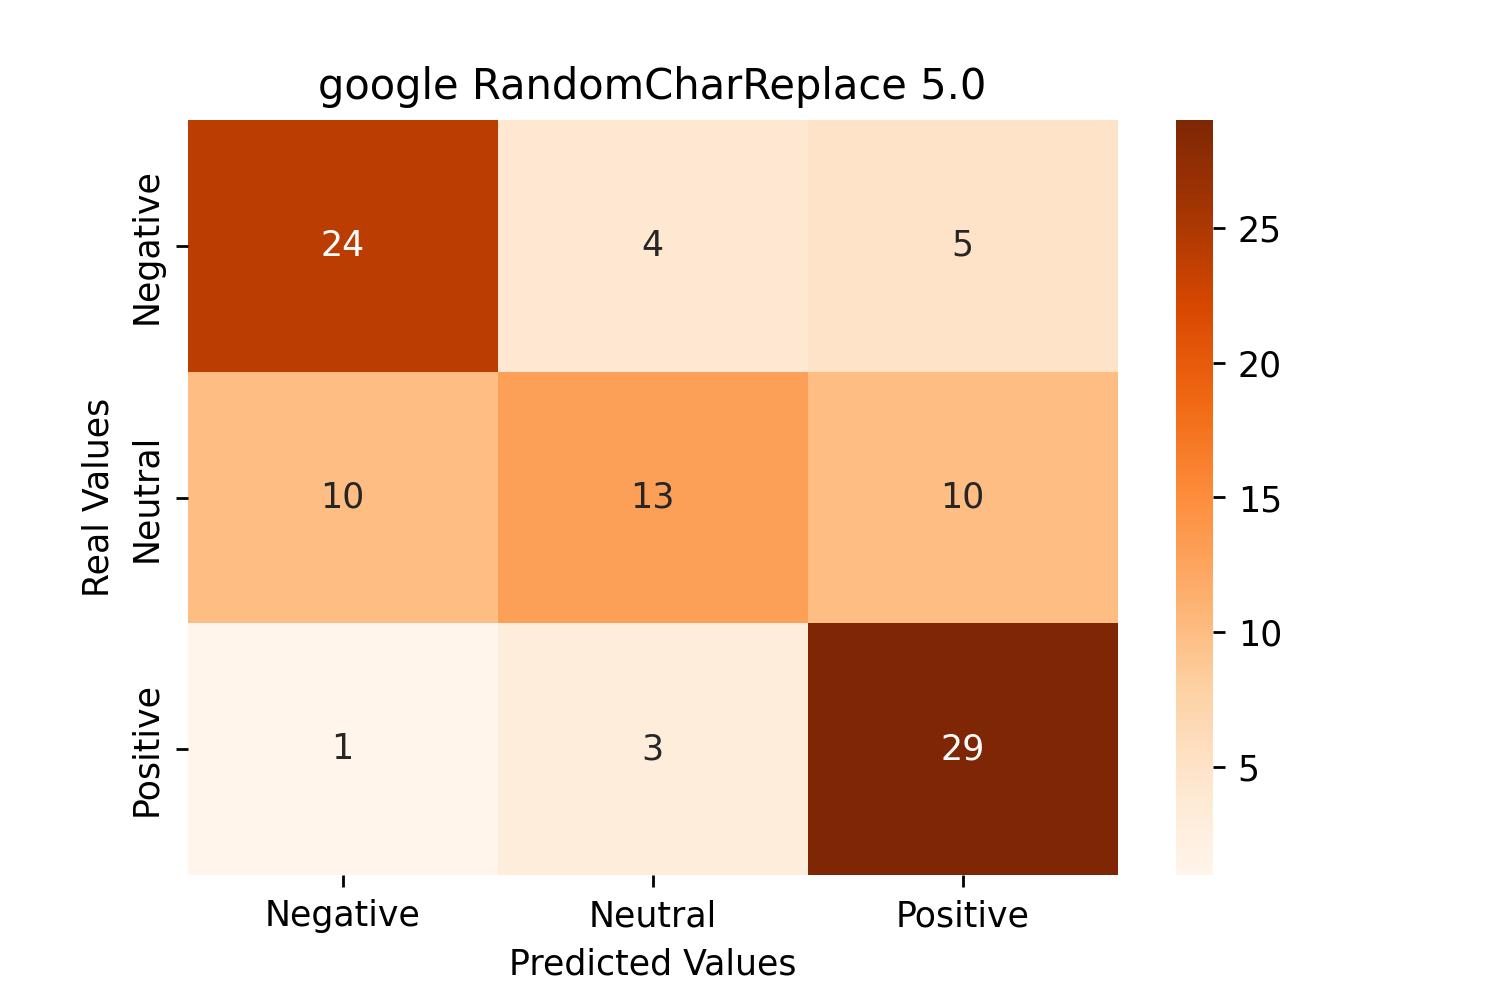 google RandomCharReplace 5.0
Real Values
Negative
24 4 5
Neutral
10 13 10
Positive
1 3 29
Negative Neutral Positive
Predicted Values
25
20
15
10
5